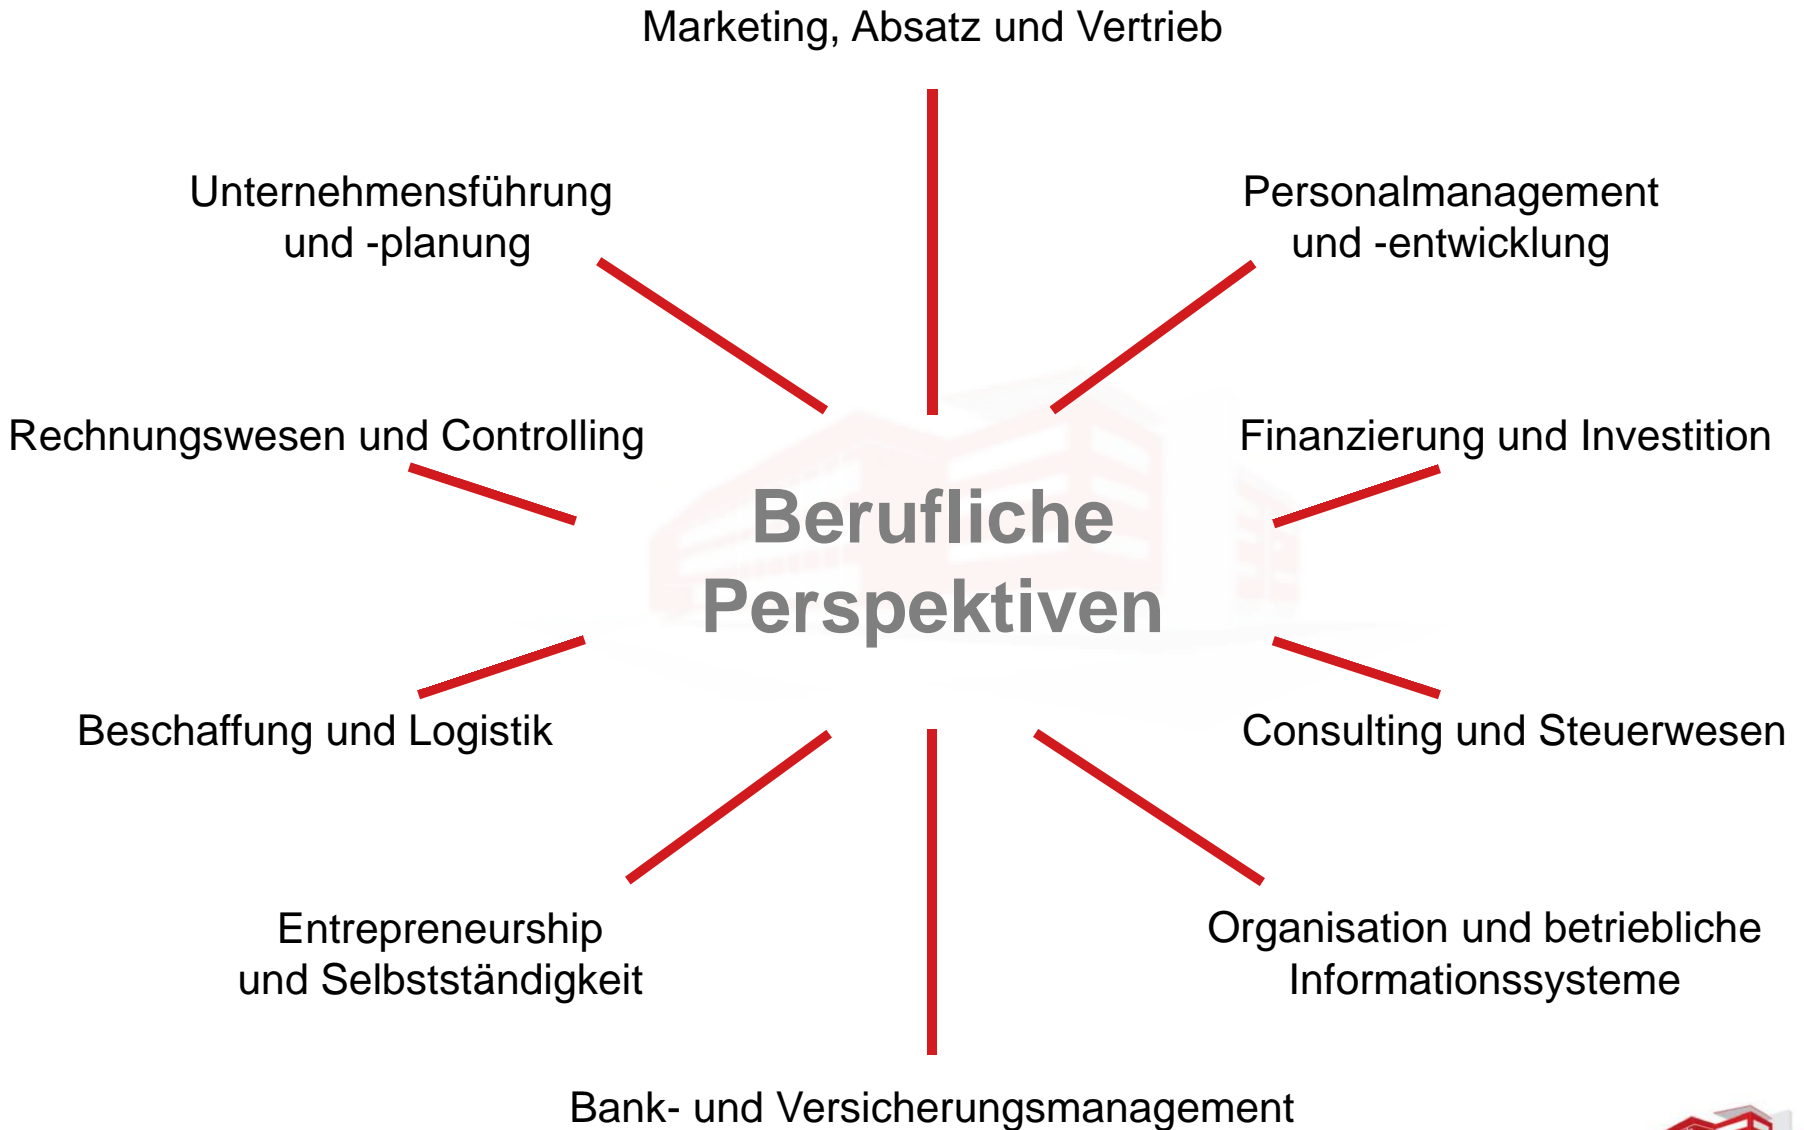 Marketing, Absatz und Vertrieb
Unternehmensführung
und -planung
Personalmanagement
und -entwicklung
Rechnungswesen und Controlling
Finanzierung und Investition
Berufliche
Perspektiven
Beschaffung und Logistik
Consulting und Steuerwesen
Entrepreneurship
und Selbstständigkeit
Organisation und betriebliche
Informationssysteme
Bank- und Versicherungsmanagement